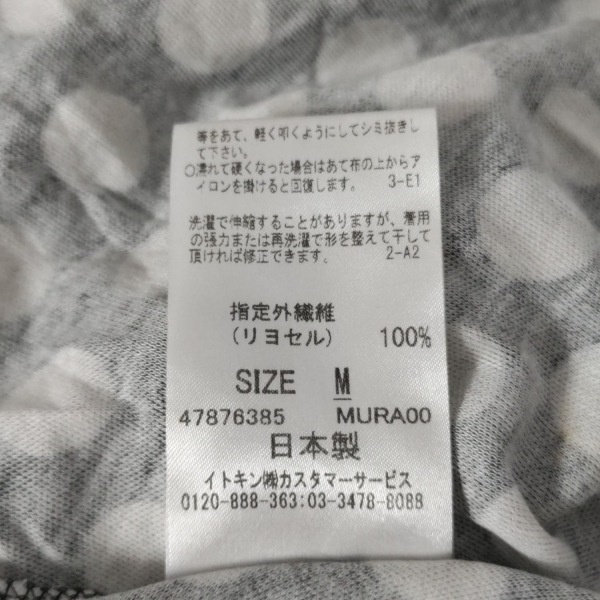 等をあて、軽く叩くようにしてシミ抜きし
て下さい。
○濡れて硬くなった場合はあて布の上からア
イロンを掛けると回復します。 3-E1
洗濯で伸縮することがありますが、着用
の張力または再洗濯で形を整えて干して
頂ければ修正できます。 2-A2
指定外繊維
(リヨセル) 100%
SIZE M
47876385 MURA00
日本製
イトキン㈱カスタマーサービス
0120-888-363:03-3478-8088